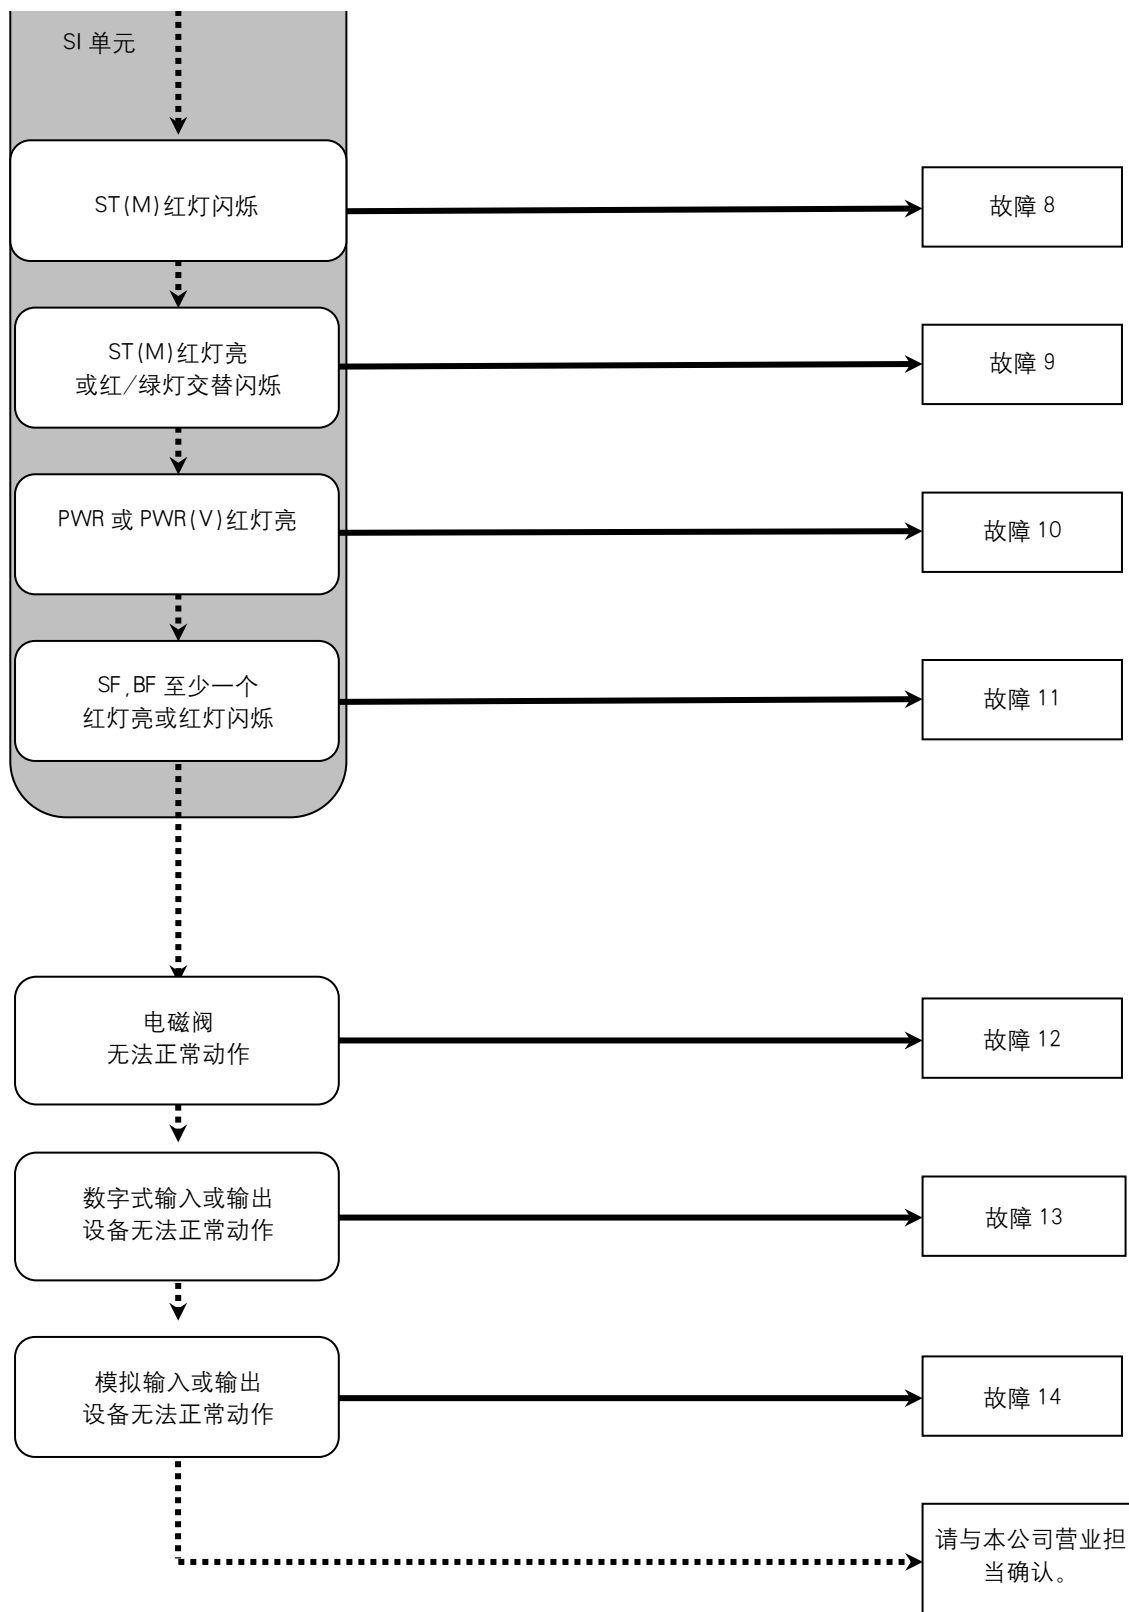 SI 单元
ST(M)红灯闪烁
故障 8
ST(M)红灯亮
或红/绿灯交替闪烁
故障 9
PWR 或 PWR(V)红灯亮
故障 10
SF,BF 至少一个
红灯亮或红灯闪烁
故障 11
电磁阀
无法正常动作
故障 12
数字式输入或输出
设备无法正常动作
故障 13
模拟输入或输出
设备无法正常动作
故障 14
请与本公司营业担
当确认。